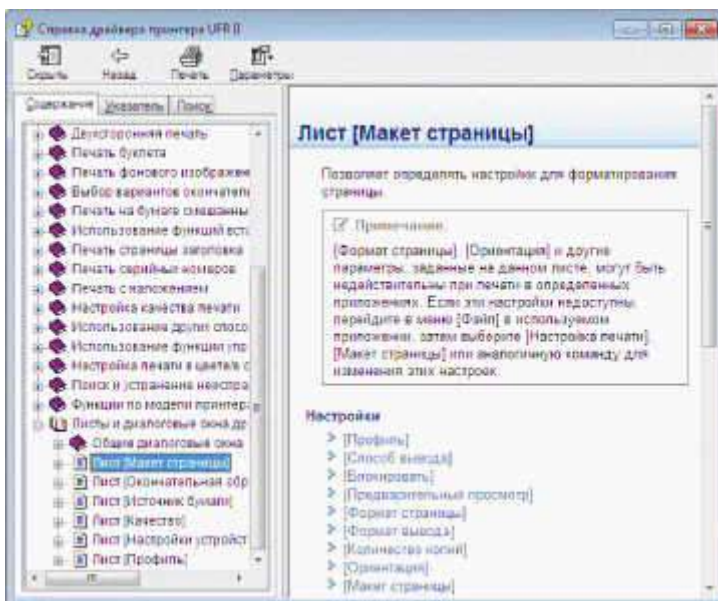 Справка драйвера принтера UFR II
Скрыть Назад Печать Параметры
Содержание Указатель Поиск
Двухсторонняя печать
Печать буклета
Печать фонового изображен
Выбор вариантов окончатель
Печать на бумаге смешанны
Использование функций вста
Печать страницы заголовка
Печать серийных номеров
Печать с наложением
Настройка качества печати
Использование других спосо
Использование функции упр
Настройка печати в цвете/в с
Поиск и устранение неиспра
Функции по модели принтера
Листы и диалоговые окна др
Общие диалоговые окна
Лист [Макет страницы]
Лист [Окончательная обр
Лист [Источник бумаги]
Лист [Качество]
Лист [Настройки устройст
Лист [Профиль]
Лист [Макет страницы]
Позволяет определять настройки для форматирования
страницы.
Примечание
[Формат страницы], [Ориентация] и другие
параметры, заданные на данном листе, могут быть
недействительны при печати в определенных
приложениях. Если эти настройки недоступны,
перейдите в меню [Файл] в используемом
приложении, затем выберите [Настройка печати],
[Макет страницы] или аналогичную команду для
изменения этих настроек.
Настройки
[Профиль]
[Способ вывода]
[Блокировать]
[Предварительный просмотр]
[Формат страницы]
[Формат вывода]
[Количество копий]
[Ориентация]
[Макет страницы]